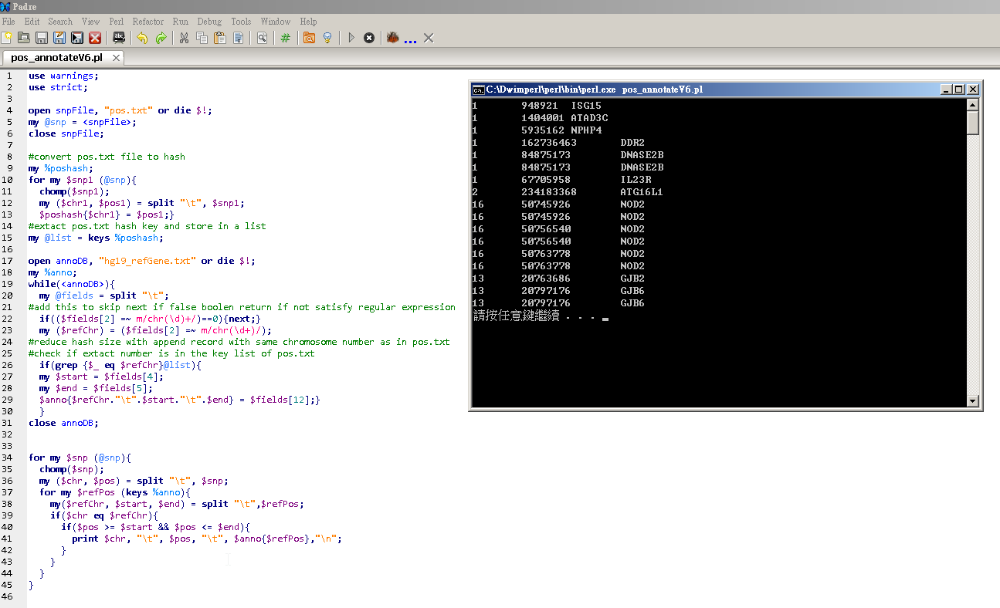 Padre
File Edit Search View Perl Refactor Run Debug Tools Window Help
pos_annotateV6.pl
1 use warnings;
2 use strict;
3
4 open snpFile, "pos.txt" or die $!;
5 my @snp = <snpFile>;
6 close snpFile;
7
8 #convert pos.txt file to hash
9 my %poshash;
10 for my $snp1 (@snp){
11 chomp($snp1);
12 my ($chr1, $pos1) = split "\t", $snp1;
13 $poshash{$chr1} = $pos1;}
14 #extact pos.txt hash key and store in a list
15 my @list = keys %poshash;
16
17 open annoDB, "hg19_refGene.txt" or die $!;
18 my %anno;
19 while(<annoDB>){
20 my @fields = split "\t";
21 #add this to skip next if false boolen return if not satisfy regular expression
22 if(($fields[2] =~ m/chr(\d)+/)==0){next;}
23 my ($refChr) = ($fields[2] =~ m/chr(\d+)/);
24 #reduce hash size with append record with same chromosome number as in pos.txt
25 #check if extact number is in the key list of pos.txt
26 if(grep {$_ eq $refChr}@list){
27 my $start = $fields[4];
28 my $end = $fields[5];
29 $anno{$refChr."\t".$start."\t".$end} = $fields[12];}
30 }
31 close annoDB;
32
33
34 for my $snp (@snp){
35 chomp($snp);
36 my ($chr, $pos) = split "\t", $snp;
37 for my $refPos (keys %anno){
38 my($refChr, $start, $end) = split "\t",$refPos;
39 if($chr eq $refChr){
40 if($pos >= $start && $pos <= $end){
41 print $chr, "\t", $pos, "\t", $anno{$refPos},"\n";
42 }
43 }
44 }
45 }
46
C:\Dwimperl\perl\bin\perl.exe pos_annotateV6.pl
1 948921 ISG15
1 1404001 ATAD3C
1 5935162 NPHP4
1 162736463 DDR2
1 84875173 DNASE2B
1 84875173 DNASE2B
1 67705958 IL23R
2 234183368 ATG16L1
16 50745926 NOD2
16 50745926 NOD2
16 50756540 NOD2
16 50756540 NOD2
16 50763778 NOD2
16 50763778 NOD2
13 20763686 GJB2
13 20797176 GJB6
13 20797176 GJB6
請按任意鍵繼續 . . .